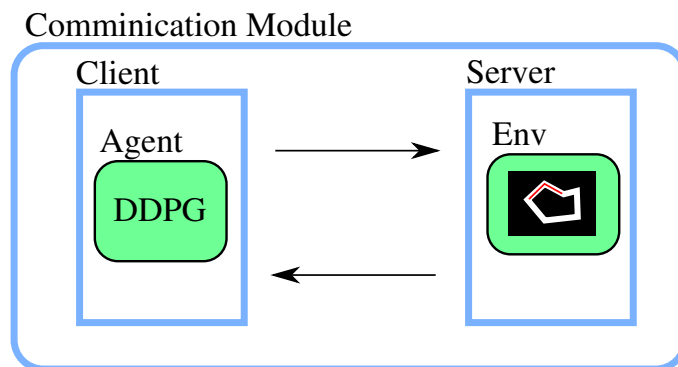 Comminication Module
Client
Server
Agent
Env
DDPG